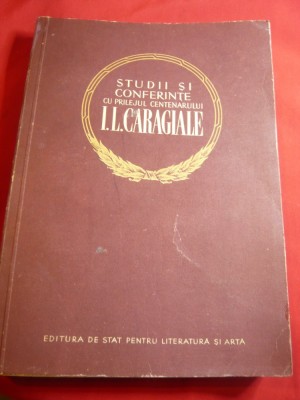 STUDII ȘI
CONFERINȚE
CU PRILEJUL CENTENARULUI
I.L.CARAGIALE
EDITURA DE STAT PENTRU LITERATURA ȘI ARTA